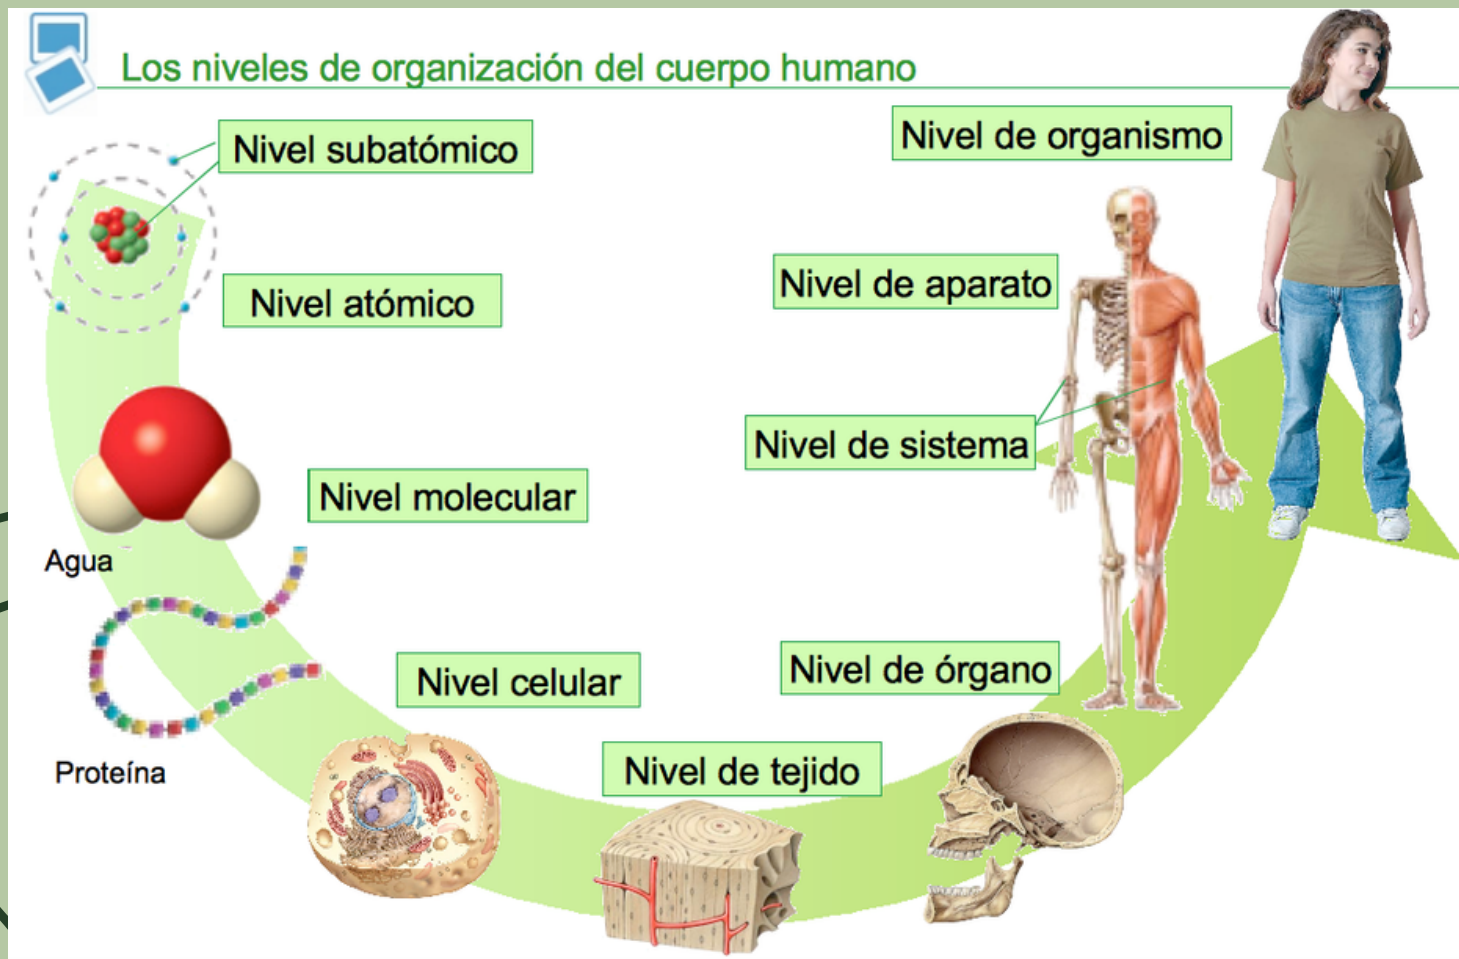 Los niveles de organización del cuerpo humano
Nivel subatómico
Nivel atómico
Nivel molecular
Agua
Proteína
Nivel celular
Nivel de tejido
Nivel de órgano
Nivel de sistema
Nivel de aparato
Nivel de organismo